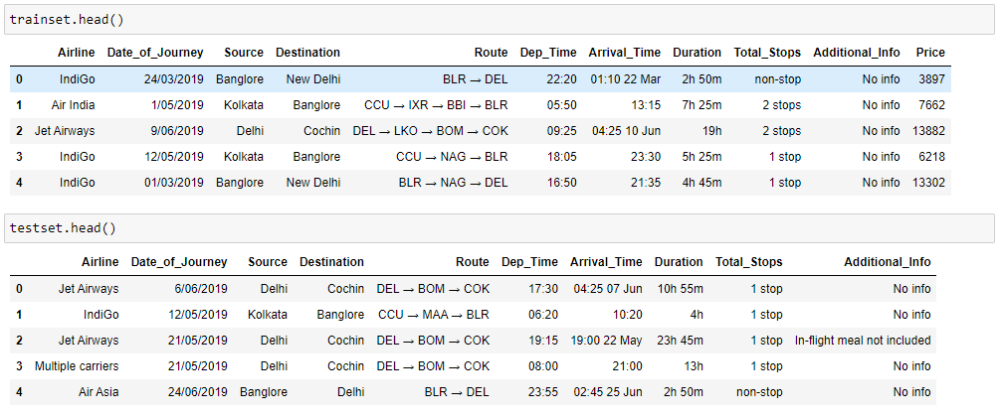 trainset.head()
Airline Date_of_Journey Source Destination Route Dep_Time Arrival_Time Duration Total_Stops Additional_Info Price
0 IndiGo 24/03/2019 Banglore New Delhi BLR → DEL 22:20 01:10 22 Mar 2h 50m non-stop No info 3897
1 Air India 1/05/2019 Kolkata Banglore CCU → IXR → BBI → BLR 05:50 13:15 7h 25m 2 stops No info 7662
2 Jet Airways 9/06/2019 Delhi Cochin DEL → LKO → BOM → COK 09:25 04:25 10 Jun 19h 2 stops No info 13882
3 IndiGo 12/05/2019 Kolkata Banglore CCU → NAG → BLR 18:05 23:30 5h 25m 1 stop No info 6218
4 IndiGo 01/03/2019 Banglore New Delhi BLR → NAG → DEL 16:50 21:35 4h 45m 1 stop No info 13302
testset.head()
Airline Date_of_Journey Source Destination Route Dep_Time Arrival_Time Duration Total_Stops Additional_Info
0 Jet Airways 6/06/2019 Delhi Cochin DEL → BOM → COK 17:30 04:25 07 Jun 10h 55m 1 stop No info
1 IndiGo 12/05/2019 Kolkata Banglore CCU → MAA → BLR 06:20 10:20 4h 1 stop No info
2 Jet Airways 21/05/2019 Delhi Cochin DEL → BOM → COK 19:15 19:00 22 May 23h 45m 1 stop In-flight meal not included
3 Multiple carriers 21/05/2019 Delhi Cochin DEL → BOM → COK 08:00 21:00 13h 1 stop No info
4 Air Asia 24/06/2019 Banglore Delhi BLR → DEL 23:55 02:45 25 Jun 2h 50m non-stop No info